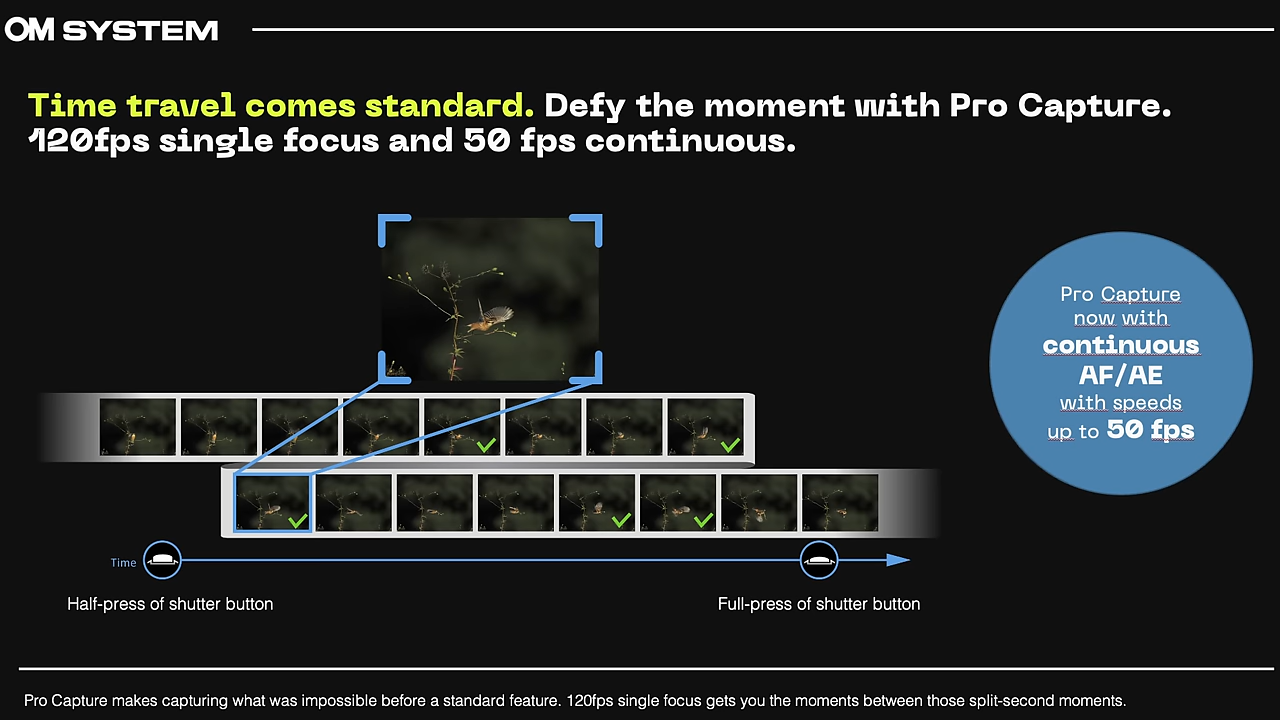 OM SYSTEM
Time travel comes standard. Defy the moment with Pro Capture.
120fps single focus and 50 fps continuous.
Pro Capture
now with
continuous
AF/AE
with speeds
up to 50 fps
Time
Half-press of shutter button
Full-press of shutter button
Pro Capture makes capturing what was impossible before a standard feature. 120fps single focus gets you the moments between those split-second moments.